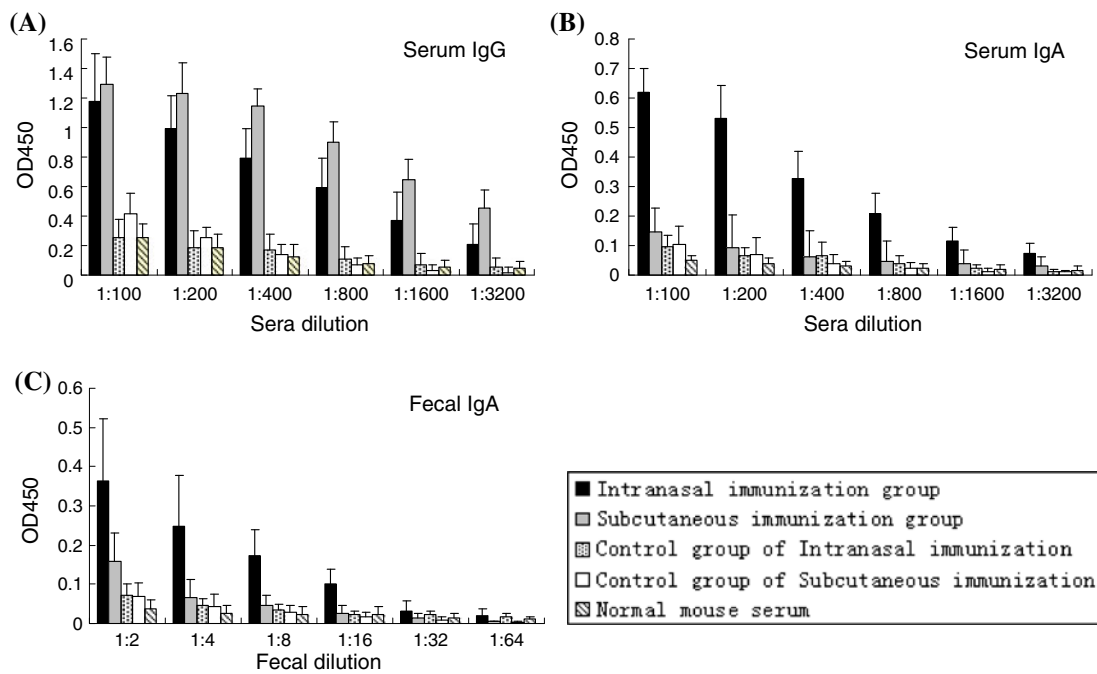 (A)
Serum IgG
1.6
1.4
1.2
1
0.8
0.6
0.4
0.2
0
OD450
1:100 1:200 1:400 1:800 1:1600 1:3200
Sera dilution
(B)
Serum IgA
0.8
0.7
0.6
0.5
0.4
0.3
0.2
0.1
0
OD450
1:100 1:200 1:400 1:800 1:1600 1:3200
Sera dilution
(C)
Fecal IgA
0.6
0.5
0.4
0.3
0.2
0.1
0
OD450
1:2 1:4 1:8 1:16 1:32 1:64
Fecal dilution
Intranasal immunization group
Subcutaneous immunization group
Control group of Intranasal immunization
Control group of Subcutaneous immunization
Normal mouse serum